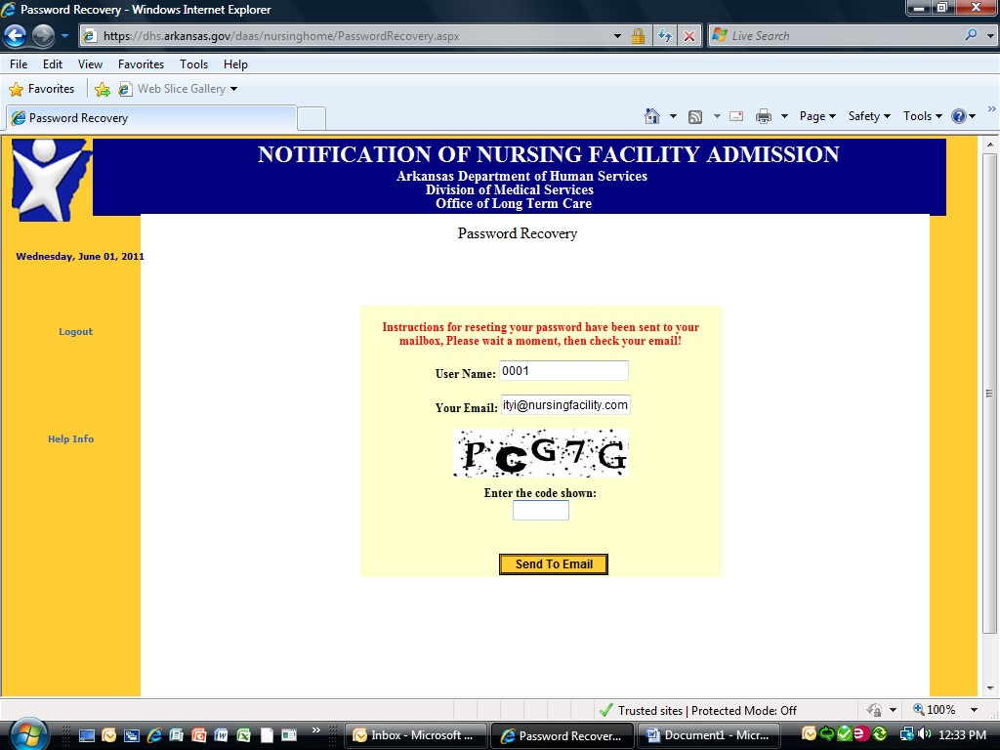 Password Recovery - Windows Internet Explorer
https://dhs.arkansas.gov/daas/nursinghome/PasswordRecovery.aspx
Live Search
File Edit View Favorites Tools Help
Favorites Web Slice Gallery
Password Recovery
Page Safety Tools
NOTIFICATION OF NURSING FACILITY ADMISSION
Arkansas Department of Human Services
Division of Medical Services
Office of Long Term Care
Password Recovery
Wednesday, June 01, 2011
Logout
Help Info
Instructions for reseting your password have been sent to your
mailbox, Please wait a moment, then check your email!
User Name: 0001
Your Email: ityi@nursingfacility.com
PCG7G
Enter the code shown:
Send To Email
Trusted sites | Protected Mode: Off
100%
Inbox - Microsoft ... Password Recover... Document1 - Micr...
12:33 PM